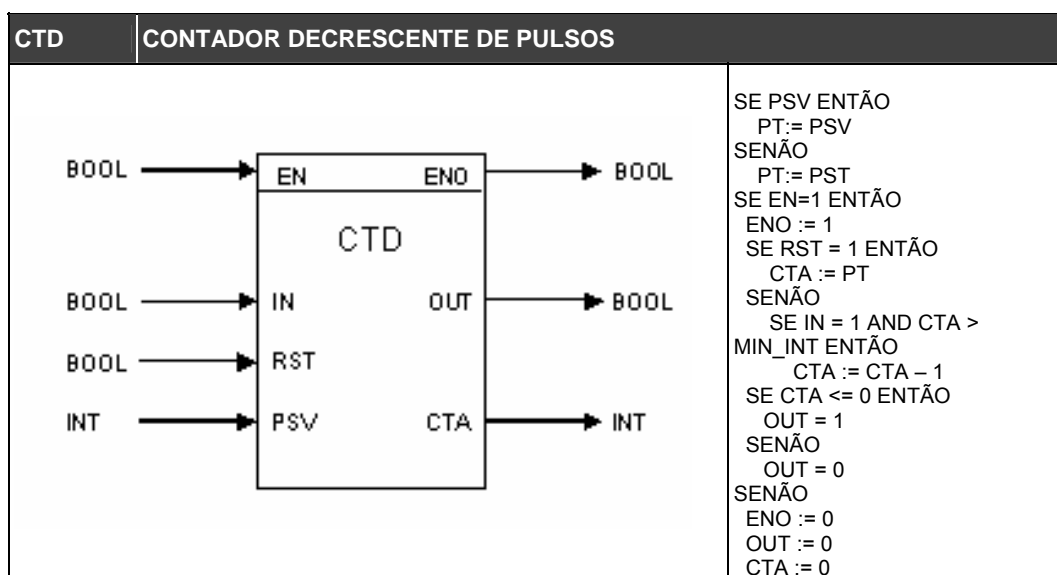 CTD CONTADOR DECRESCENTE DE PULSOS
BOOL EN ENO BOOL
CTD
BOOL IN OUT BOOL
BOOL RST
INT PSV CTA INT
SE PSV ENTÃO
PT:= PSV
SENÃO
PT:= PST
SE EN=1 ENTÃO
ENO := 1
SE RST = 1 ENTÃO
CTA := PT
SENÃO
SE IN = 1 AND CTA >
MIN_INT ENTÃO
CTA := CTA – 1
SE CTA <= 0 ENTÃO
OUT = 1
SENÃO
OUT = 0
SENÃO
ENO := 0
OUT := 0
CTA := 0